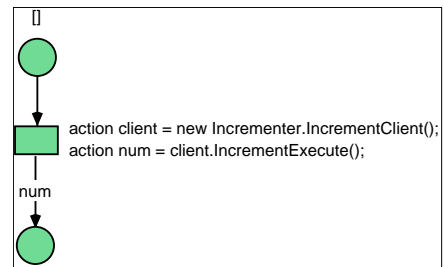 []
action client = new Incrementer.IncrementClient();
action num = client.IncrementExecute();
num